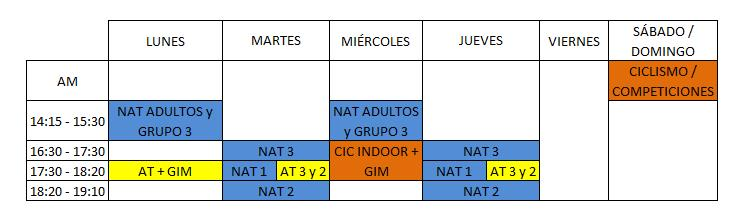 LUNES MARTES MIÉRCOLES JUEVES VIERNES SÁBADO /
DOMINGO
AM CICLISMO /
COMPETICIONES
14:15 - 15:30 NAT ADULTOS y
GRUPO 3 NAT ADULTOS
y GRUPO 3
16:30 - 17:30 NAT 3 CIC INDOOR +
GIM NAT 3
17:30 - 18:20 AT + GIM NAT 1 AT 3 y 2 NAT 1 AT 3 y 2
18:20 - 19:10 NAT 2 NAT 2